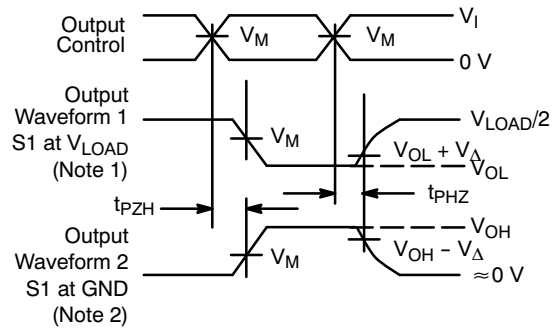 Output
Control
V_M
V_M
V_I
0 V
Output
Waveform 1
S1 at V_LOAD
(Note 1)
V_M
V_LOAD/2
V_OL + V_Δ
V_OL
t_PZH
t_PHZ
Output
Waveform 2
S1 at GND
(Note 2)
V_M
V_OH
V_OH − V_Δ
≈0 V